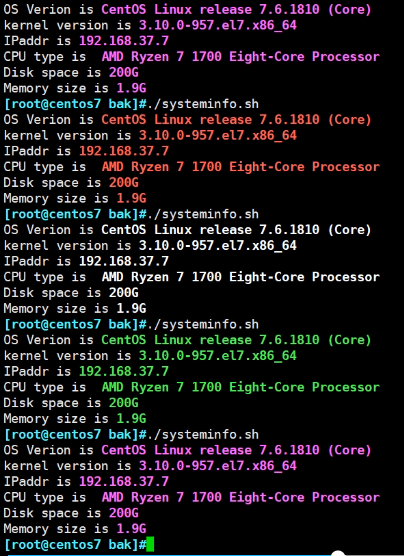 OS Verion is CentOS Linux release 7.6.1810 (Core)
kernel version is 3.10.0-957.el7.x86_64
IPaddr is 192.168.37.7
CPU type is  AMD Ryzen 7 1700 Eight-Core Processor
Disk space is 200G
Memory size is 1.9G
[root@centos7 bak]#./systeminfo.sh
OS Verion is CentOS Linux release 7.6.1810 (Core)
kernel version is 3.10.0-957.el7.x86_64
IPaddr is 192.168.37.7
CPU type is  AMD Ryzen 7 1700 Eight-Core Processor
Disk space is 200G
Memory size is 1.9G
[root@centos7 bak]#./systeminfo.sh
OS Verion is CentOS Linux release 7.6.1810 (Core)
kernel version is 3.10.0-957.el7.x86_64
IPaddr is 192.168.37.7
CPU type is  AMD Ryzen 7 1700 Eight-Core Processor
Disk space is 200G
Memory size is 1.9G
[root@centos7 bak]#./systeminfo.sh
OS Verion is CentOS Linux release 7.6.1810 (Core)
kernel version is 3.10.0-957.el7.x86_64
IPaddr is 192.168.37.7
CPU type is  AMD Ryzen 7 1700 Eight-Core Processor
Disk space is 200G
Memory size is 1.9G
[root@centos7 bak]#./systeminfo.sh
OS Verion is CentOS Linux release 7.6.1810 (Core)
kernel version is 3.10.0-957.el7.x86_64
IPaddr is 192.168.37.7
CPU type is  AMD Ryzen 7 1700 Eight-Core Processor
Disk space is 200G
Memory size is 1.9G
[root@centos7 bak]#